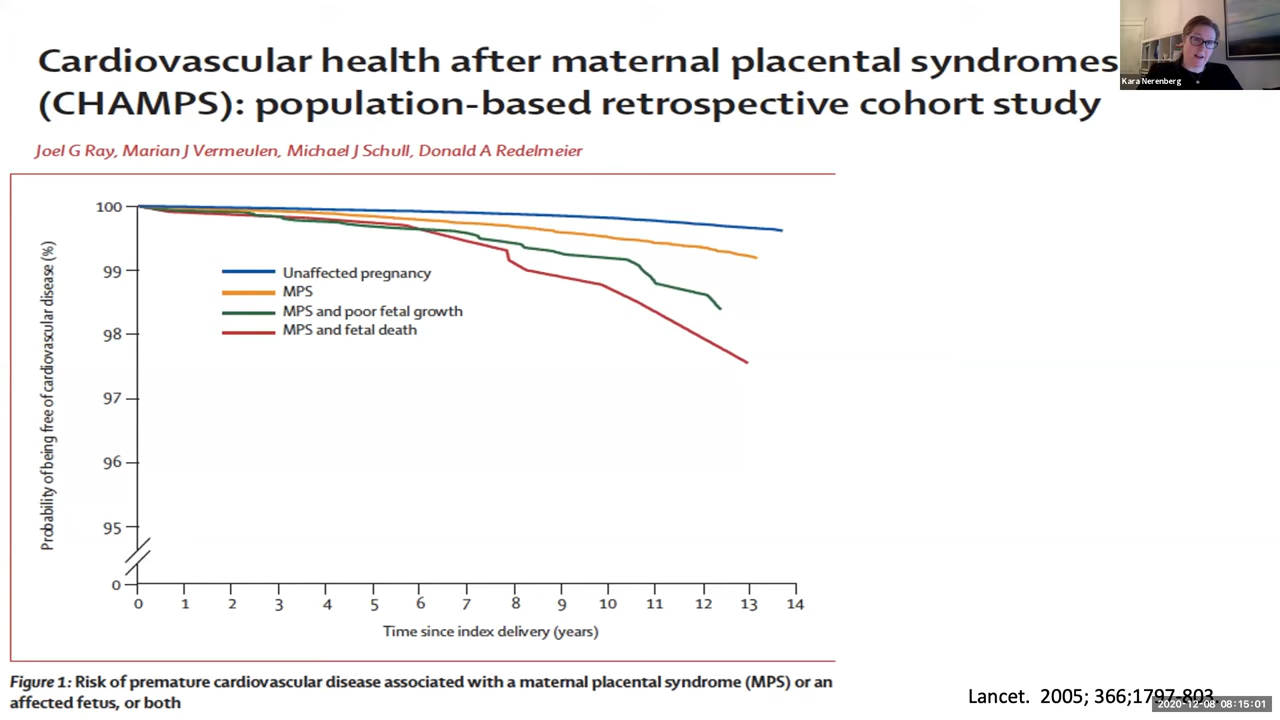 Cardiovascular health after maternal placental syndromes
(CHAMPS): population-based retrospective cohort study
Kara Nerenberg
Joel G Ray, Marian J Vermeulen, Michael J Schull, Donald A Redelmeier
Probability of being free of cardiovascular disease (%)
100
99
98
97
96
95
0
Unaffected pregnancy
MPS
MPS and poor fetal growth
MPS and fetal death
0 1 2 3 4 5 6 7 8 9 10 11 12 13 14
Time since index delivery (years)
Figure 1: Risk of premature cardiovascular disease associated with a maternal placental syndrome (MPS) or an
affected fetus, or both
Lancet. 2005; 366;1797-803.
2020-12-08 08:15:01